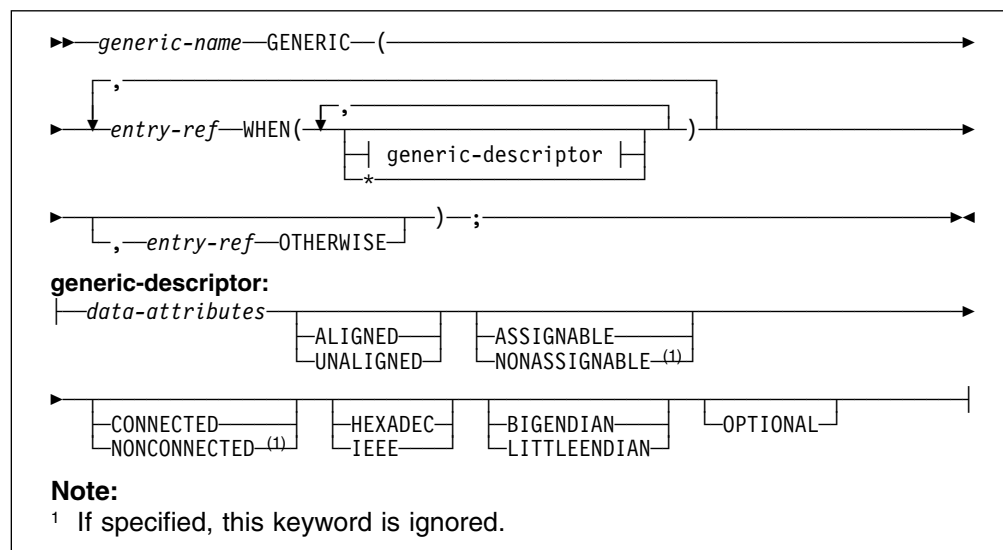 generic-name GENERIC (
,
,
entry-ref WHEN( generic-descriptor )
*
) ;
, entry-ref OTHERWISE
generic-descriptor:
data-attributes
ALIGNED ASSIGNABLE
UNALIGNED NONASSIGNABLE (1)
CONNECTED HEXADEC BIGENDIAN OPTIONAL
NONCONNECTED (1) IEEE LITTLEENDIAN
Note:
1 If specified, this keyword is ignored.